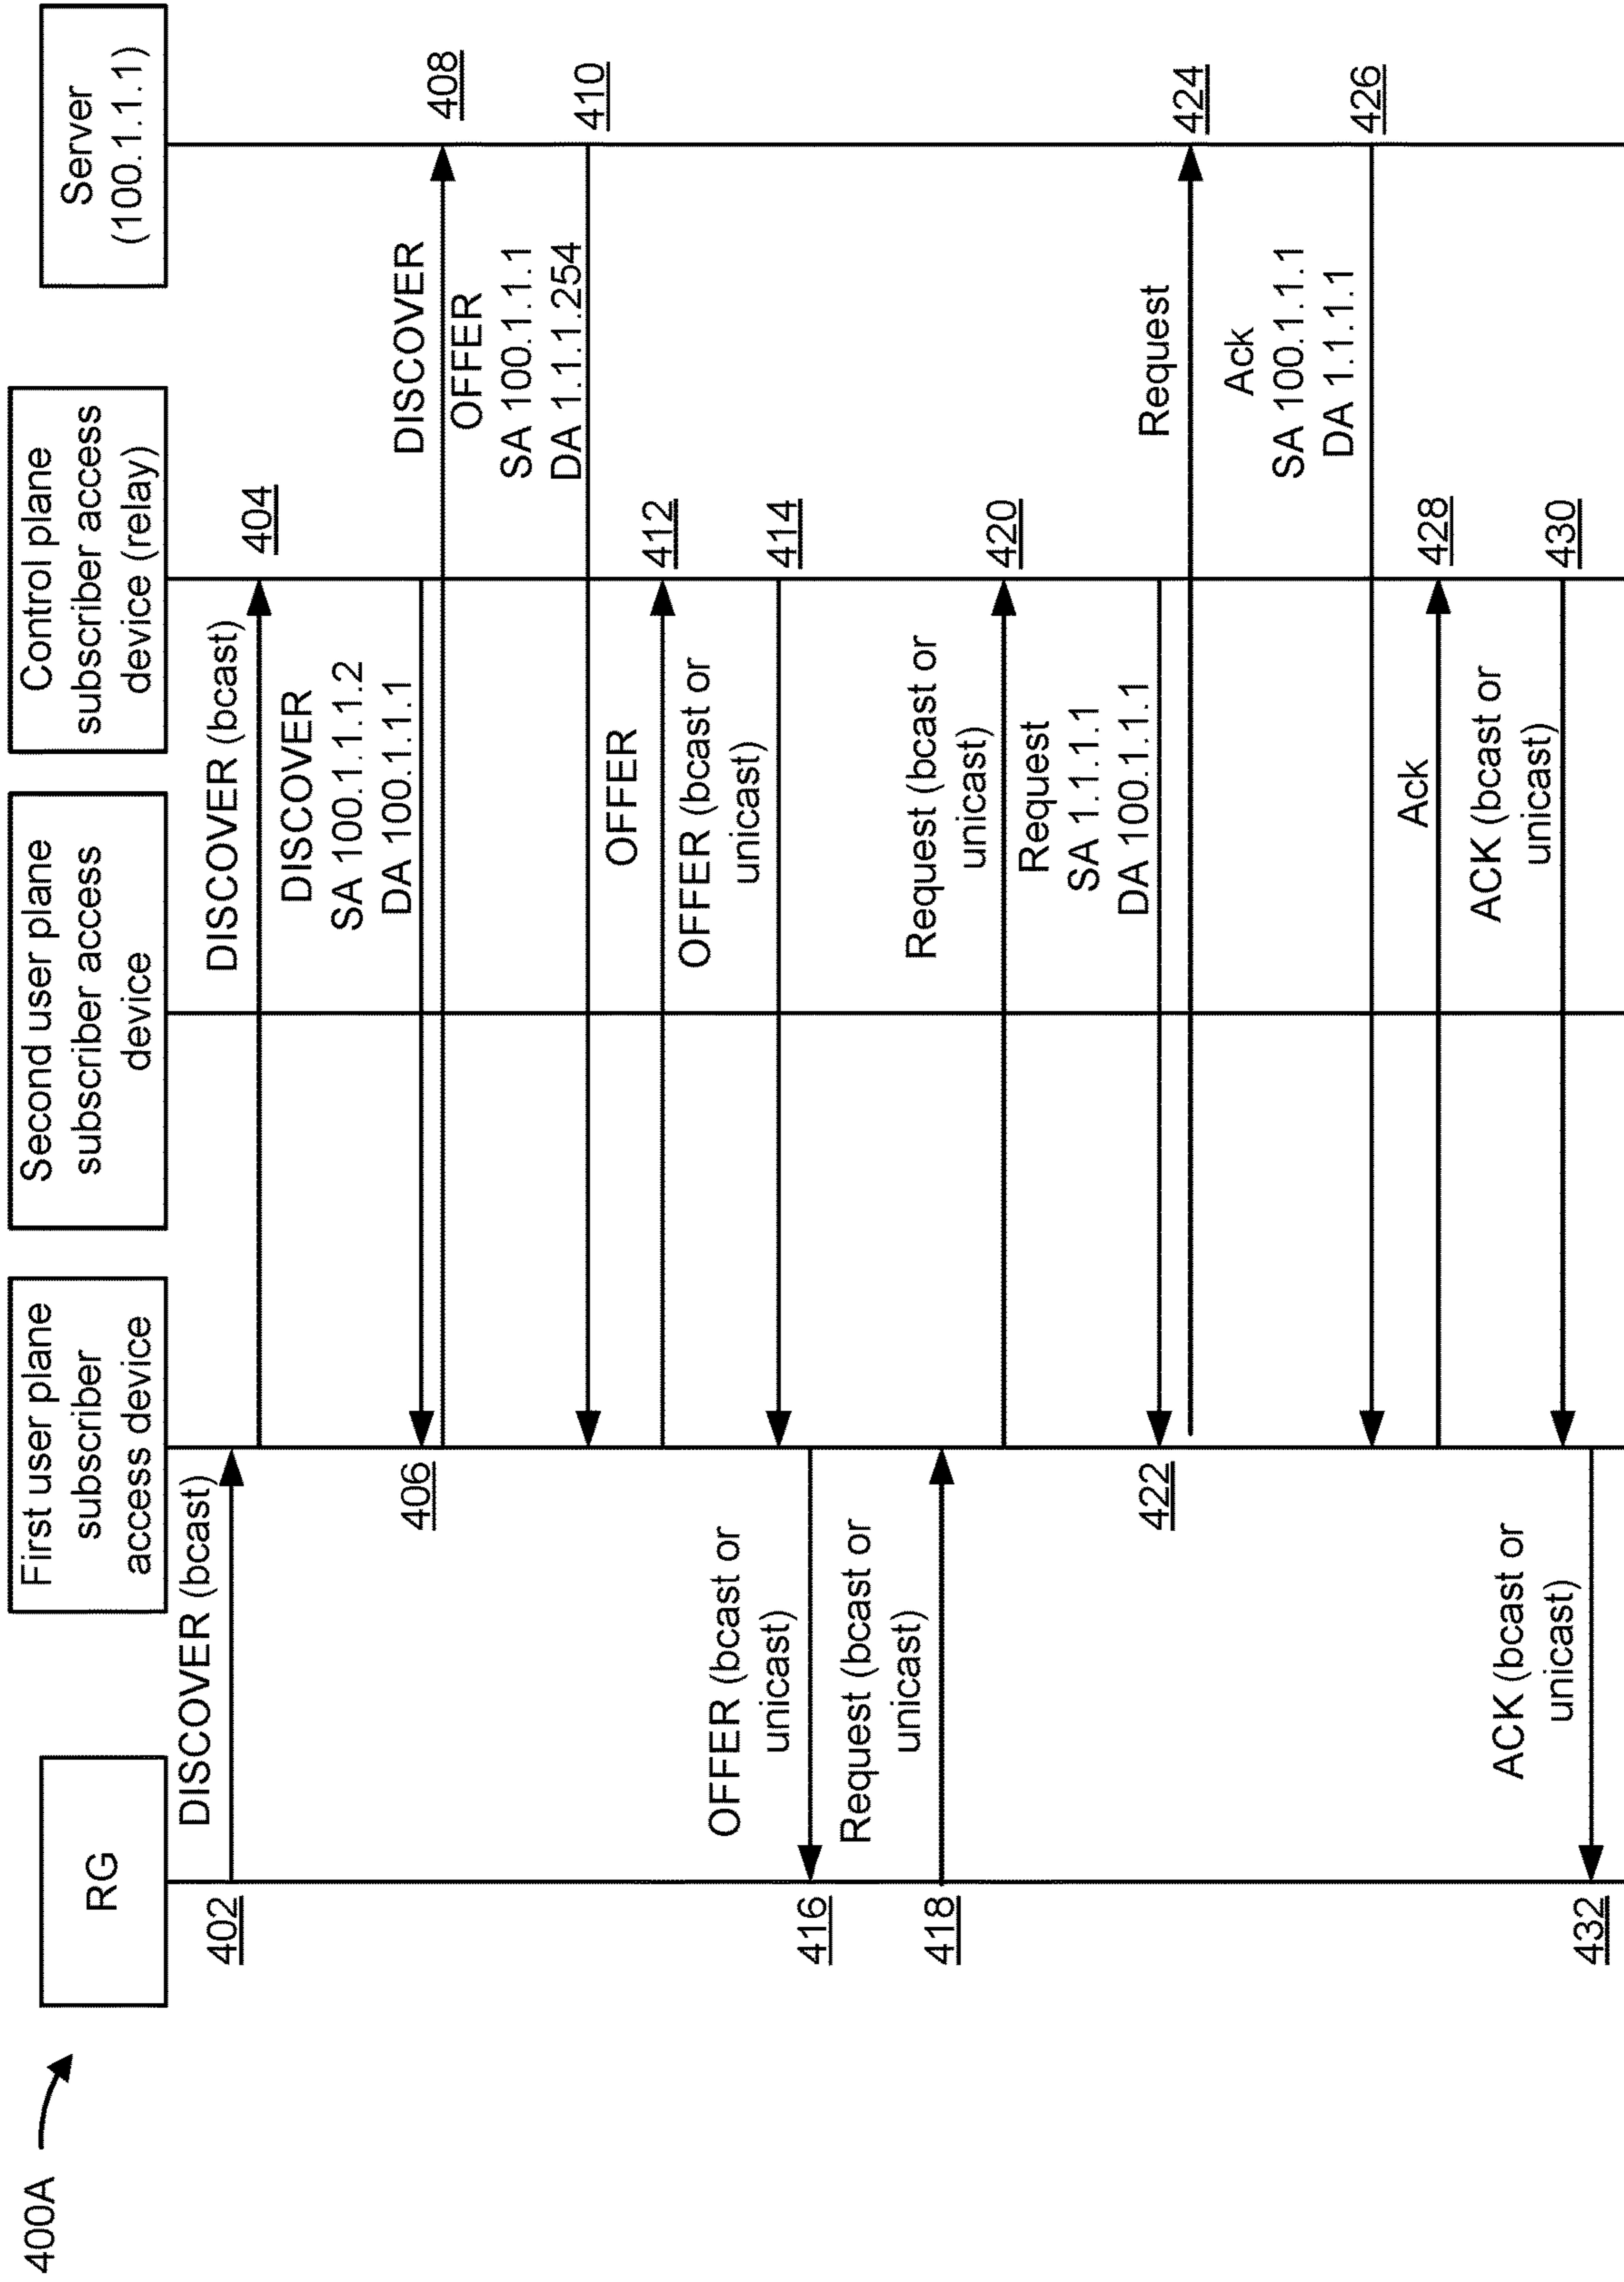 400A
RG
First user plane
subscriber
access device
Second user plane
subscriber access
device
Control plane
subscriber access
device (relay)
Server
(100.1.1.1)
402
DISCOVER (bcast)
DISCOVER (bcast)
404
DISCOVER
SA 100.1.1.2
DA 100.1.1.1
406
DISCOVER
408
OFFER
SA 100.1.1.1
DA 1.1.1.254
410
OFFER
412
OFFER (bcast or
unicast)
414
OFFER (bcast or
unicast)
416
Request (bcast or
unicast)
418
Request (bcast or
unicast)
420
Request
SA 1.1.1.1
DA 100.1.1.1
422
Request
424
Ack
SA 100.1.1.1
DA 1.1.1.1
426
Ack
428
ACK (bcast or
unicast)
430
ACK (bcast or
unicast)
432